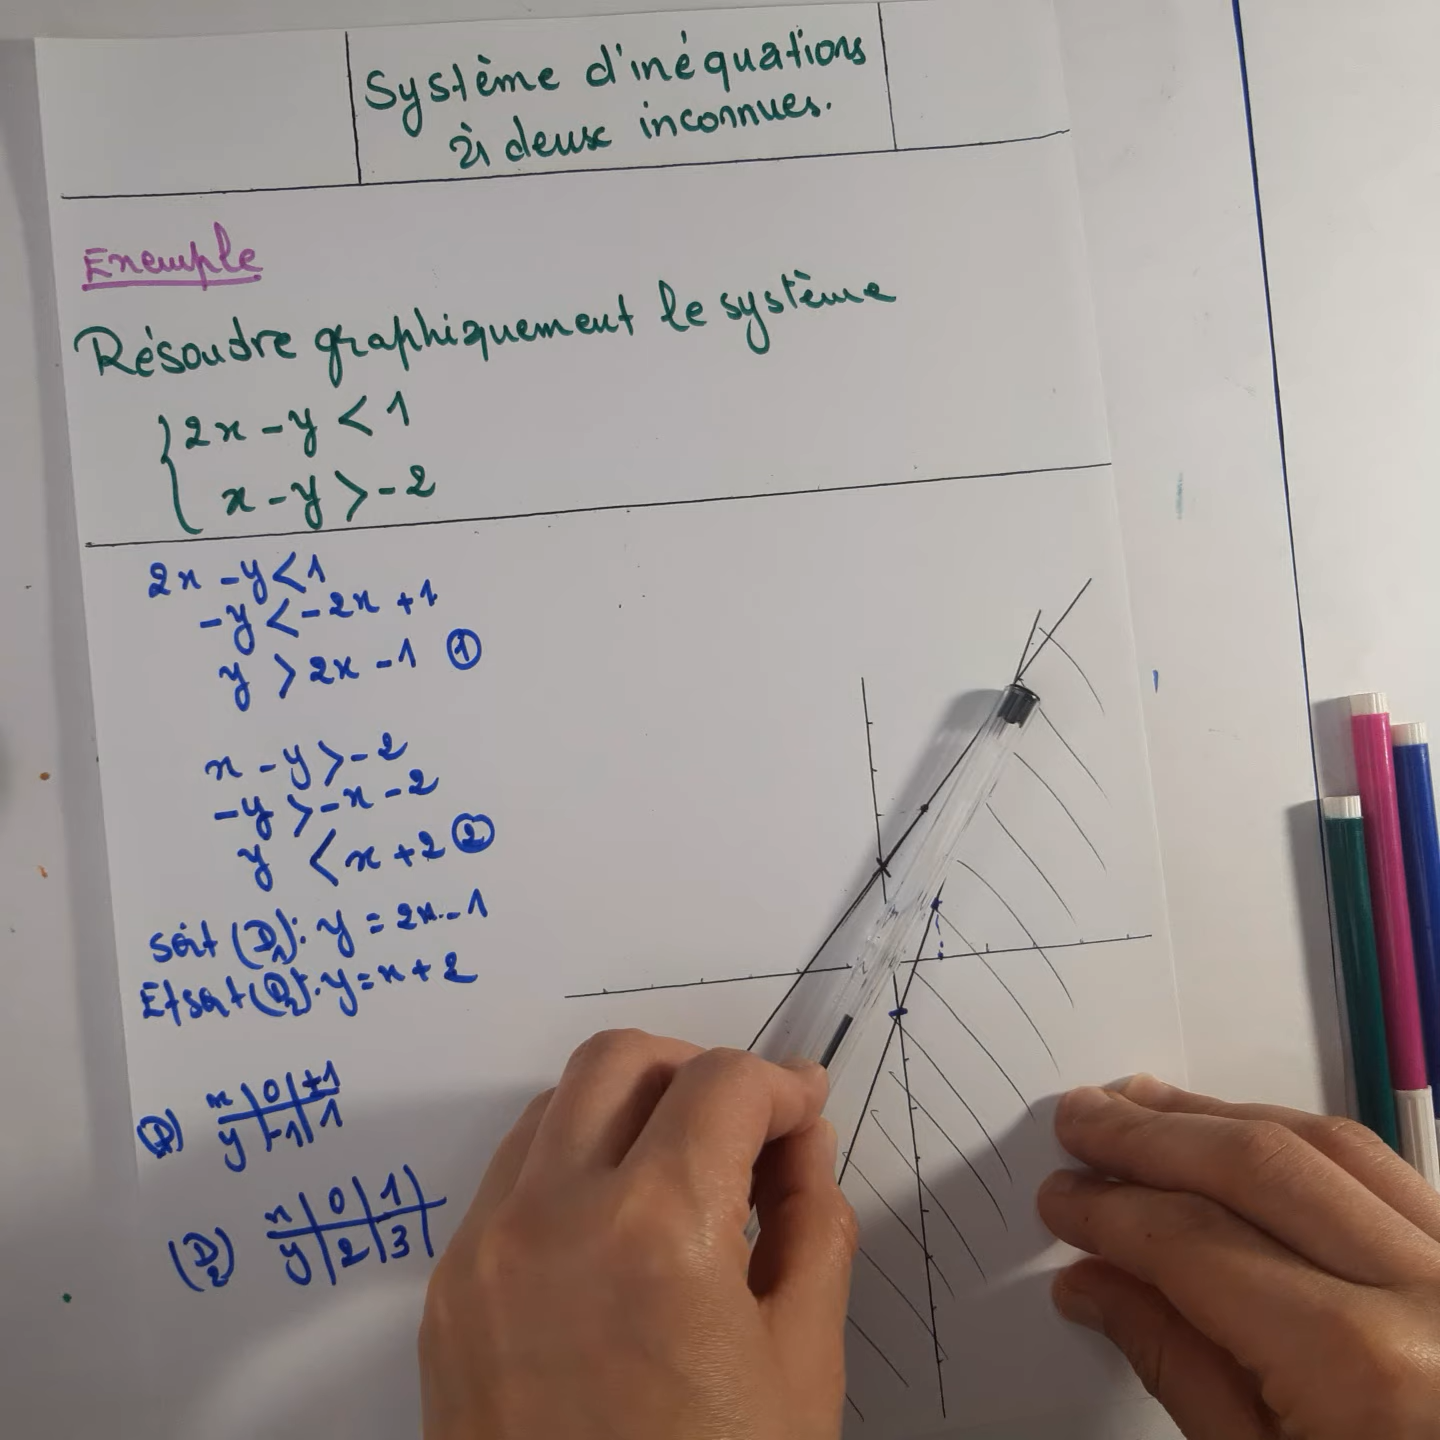 Système d'inéquations
à deux inconnues.
Exemple
Résoudre graphiquement le système
2x - y < 1
x - y > -2
2x - y < 1
-y < -2x + 1
y > 2x - 1 ①
x - y > -2
-y > -x - 2
y < x + 2 ②
soit (D1): y = 2x - 1
Et soit (D2): y = x + 2
(D1) x | 0 | +1
y | -1 | 1
(D2) x | 0 | 1
y | 2 | 3